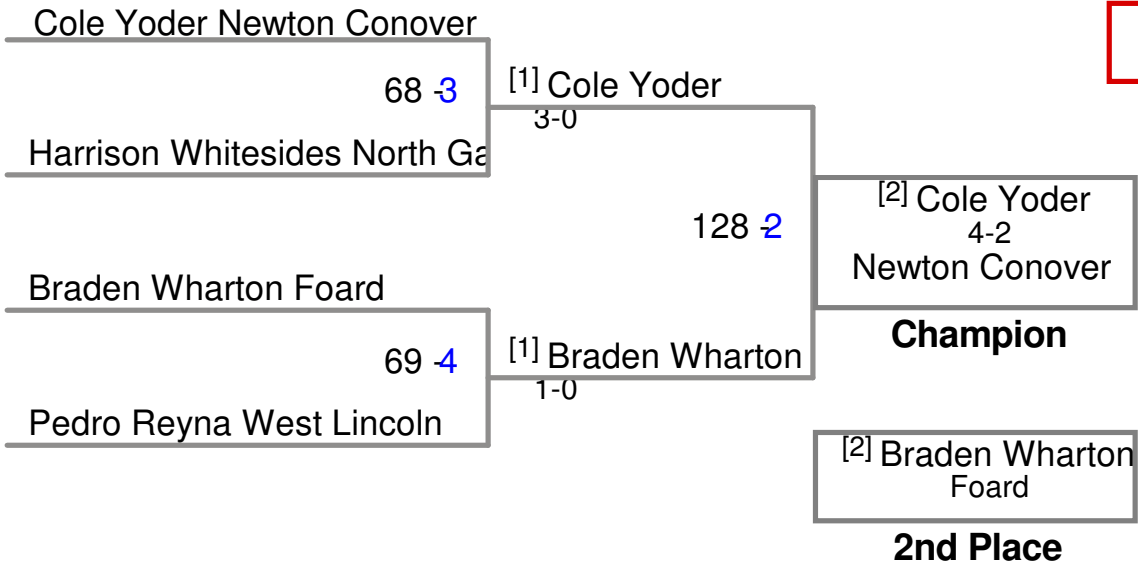 Cole Yoder Newton Conover
68 -3
[1] Cole Yoder
3-0
Harrison Whitesides North Ga
128 -2
[2] Cole Yoder
4-2
Newton Conover
Champion
Braden Wharton Foard
69 -4
[1] Braden Wharton
1-0
Pedro Reyna West Lincoln
[2] Braden Wharton
Foard
2nd Place